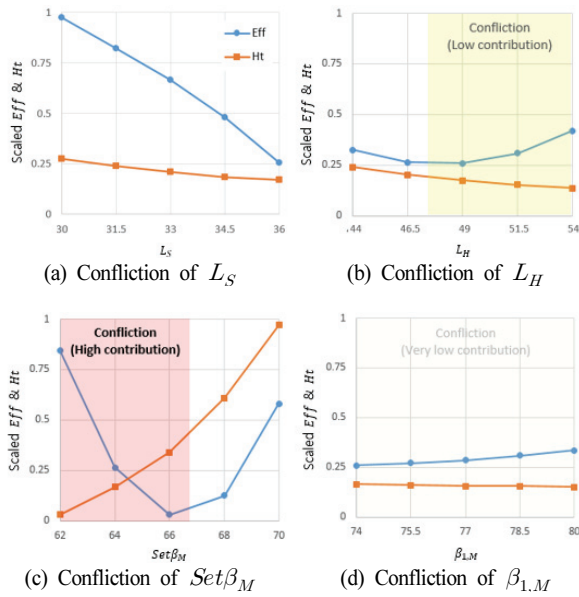 Scaled Eff & Ht
1
0.75
0.5
0.25
0
Eff
Ht
30 31.5 33 34.5 36
L_S
(a) Confliction of L_S
Scaled Eff & Ht
1
0.75
0.5
0.25
0
Confliction
(Low contribution)
.44 46.5 49 51.5 54
L_H
(b) Confliction of L_H
Scaled Eff & Ht
1
0.75
0.5
0.25
0
Confliction
(High contribution)
62 64 66 68 70
Setβ_M
(c) Confliction of Setβ_M
Scaled Eff & Ht
1
0.75
0.5
0.25
0
Confliction
(Very low contribution)
74 75.5 77 78.5 80
β_{1,M}
(d) Confliction of β_{1,M}